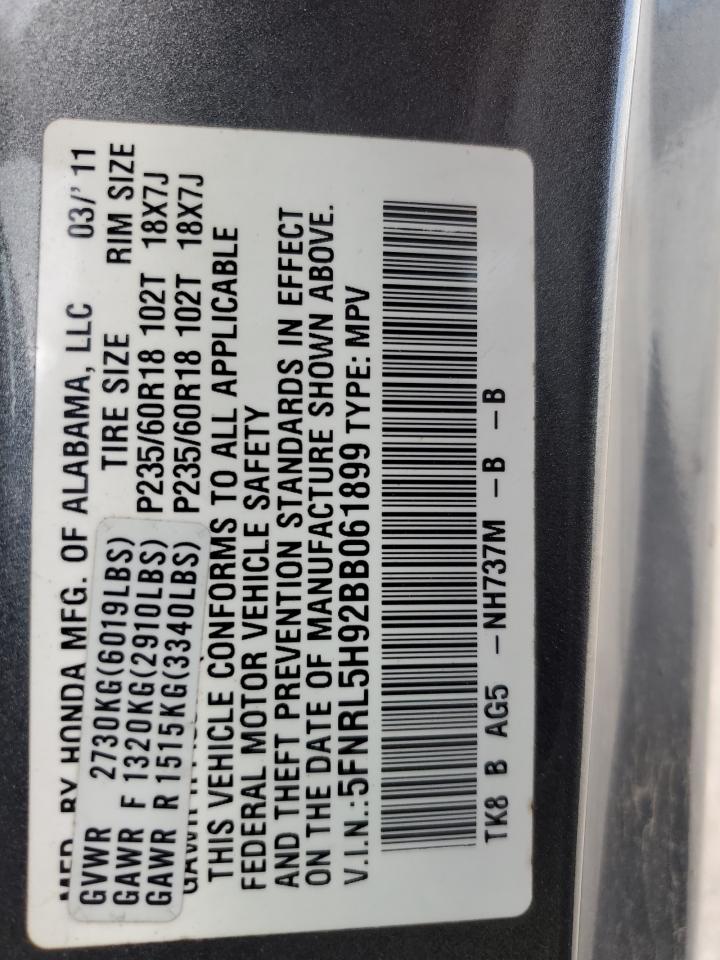 MFD. BY HONDA MFG. OF ALABAMA, LLC 03/'11
TIRE SIZE RIM SIZE
GVWR 2730KG(6019LBS)
GAWR F 1320KG(2910LBS) P235/60R18 102T 18X7J
GAWR R 1515KG(3340LBS) P235/60R18 102T 18X7J
THIS VEHICLE CONFORMS TO ALL APPLICABLE
FEDERAL MOTOR VEHICLE SAFETY
AND THEFT PREVENTION STANDARDS IN EFFECT
ON THE DATE OF MANUFACTURE SHOWN ABOVE.
V.I.N.:5FNRL5H92BB061899 TYPE: MPV
TK8 B AG5 -NH737M -B -B